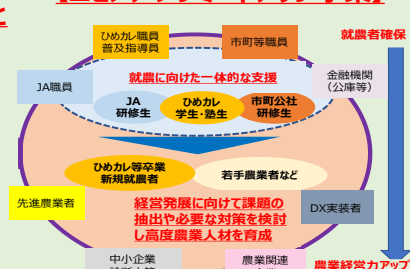 ひめカレ職員
普及指導員
市町等職員
就農者確保
JA職員
就農に向けた一体的な支援
金融機関
(公庫等)
JA
研修生
ひめカレ
学生・塾生
市町公社
研修生
ひめカレ等卒業
新規就農者
若手農業者など
先進農業者
経営発展に向けて課題の
抽出や必要な対策を検討
し高度農業人材を育成
DX実装者
中小企業
農業関連
農業経営力アップ